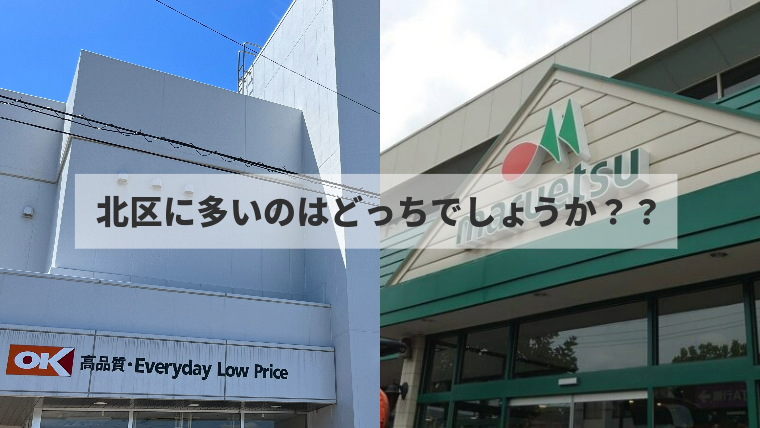 北区に多いのはどっちでしょうか？？
maruetsu
OK 高品質・Everyday Low Price